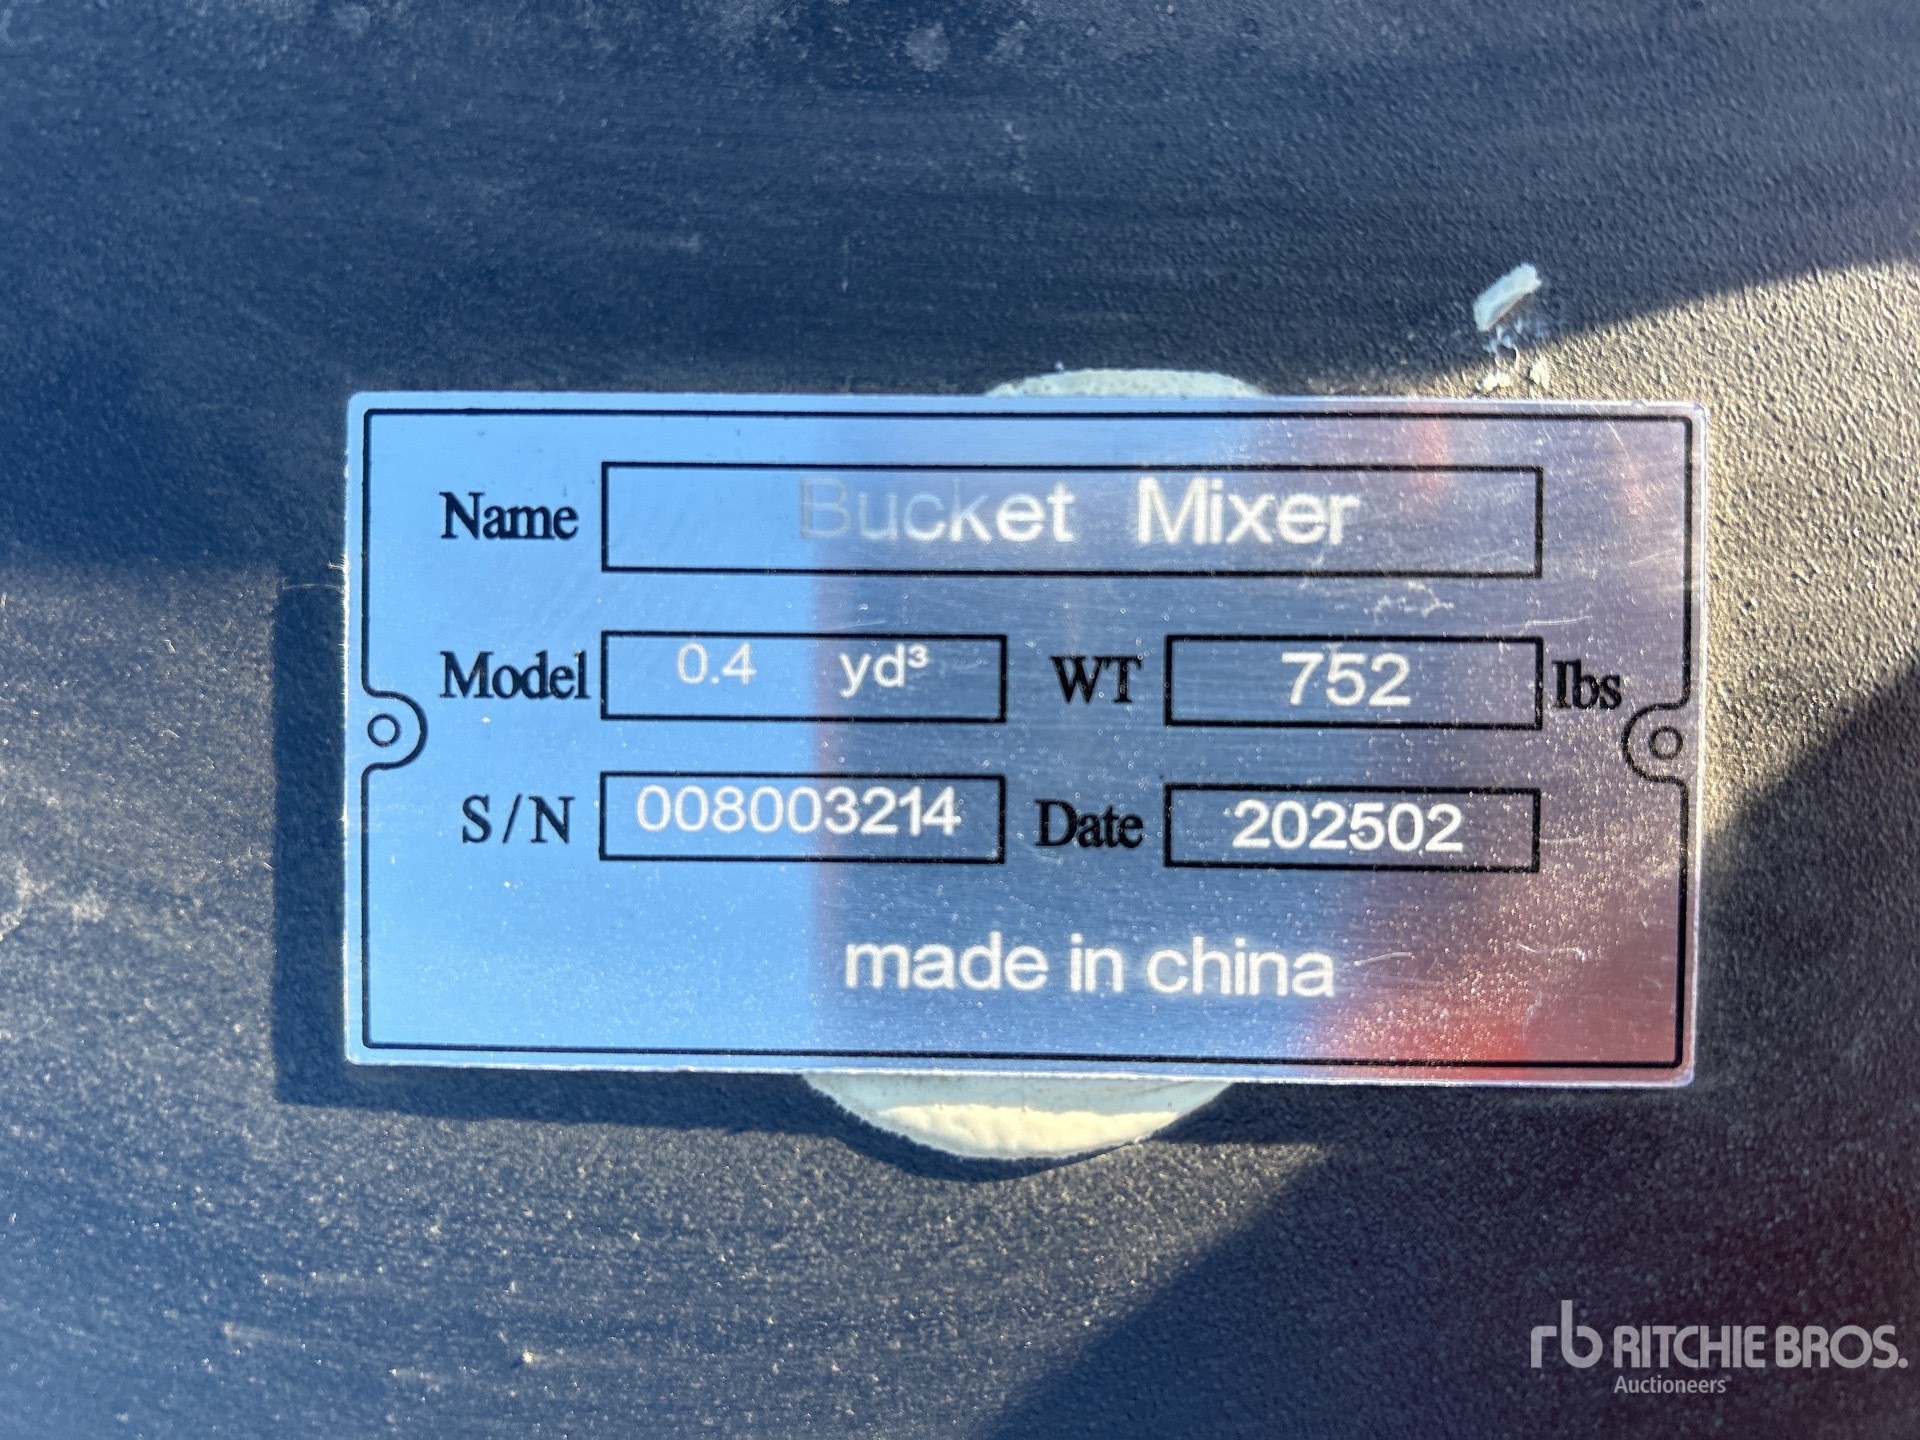 Name Bucket Mixer
Model 0.4 yd³ WT 752 Ibs
S/N 008003214 Date 202502
made in china
rb RITCHIE BROS.
Auctioneers